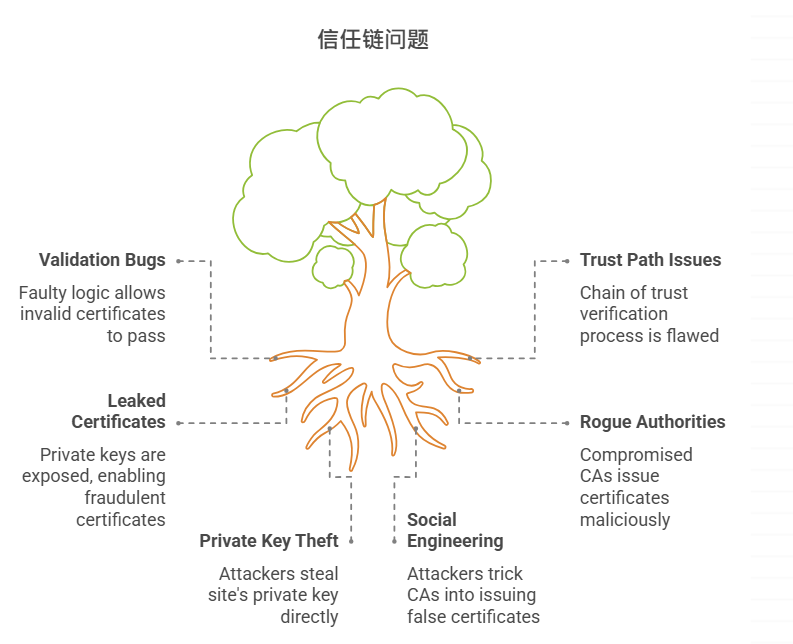 信任链问题
Validation Bugs
Faulty logic allows
invalid certificates
to pass
Trust Path Issues
Chain of trust
verification
process is flawed
Leaked
Certificates
Private keys are
exposed, enabling
fraudulent
certificates
Rogue Authorities
Compromised
CAs issue
certificates
maliciously
Private Key Theft
Attackers steal
site's private key
directly
Social
Engineering
Attackers trick
CAs into issuing
false certificates